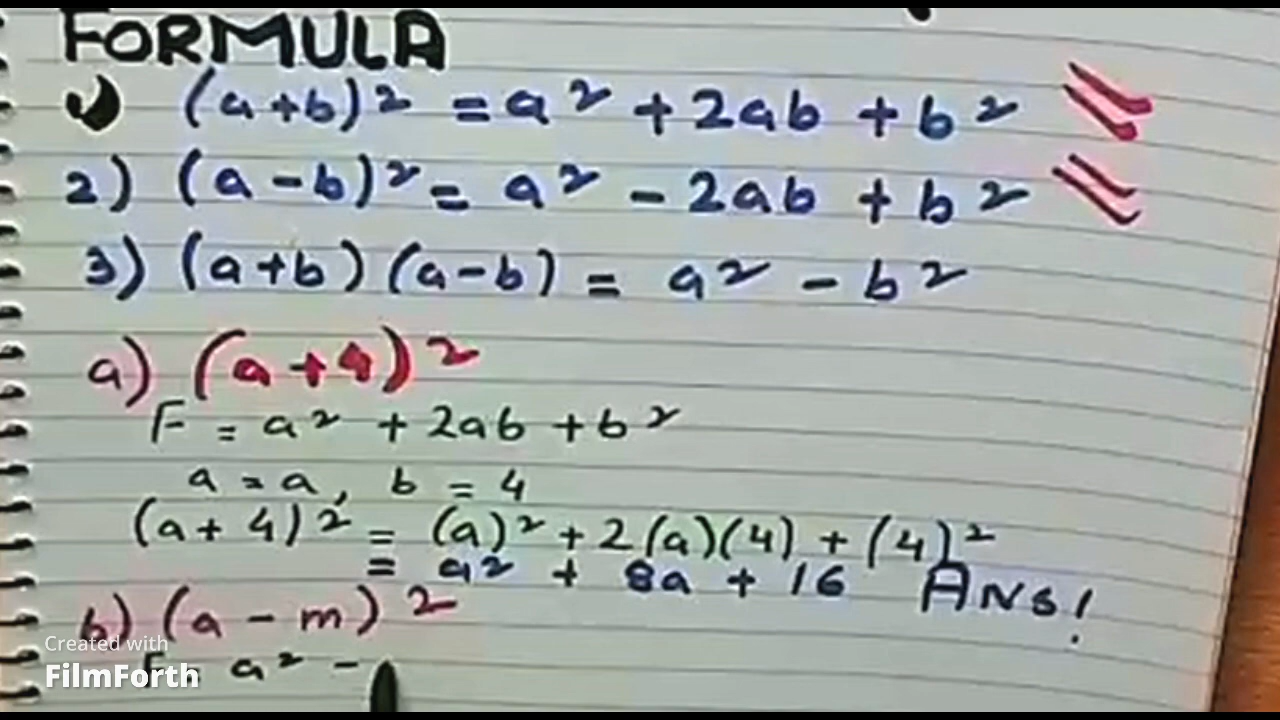 FORMULA
1) (a+b)² = a² + 2ab + b²
2) (a-b)² = a² - 2ab + b²
3) (a+b) (a-b) = a² - b²
a) (a+4)²
F = a² + 2ab + b²
a = a, b = 4
(a+4)² = (a)² + 2(a)(4) + (4)²
= a² + 8a + 16 Ans!
b) (a - m)²
F = a² -
Created with
FilmForth